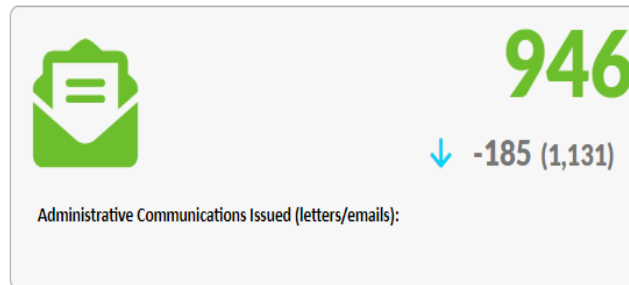 946
-185 (1,131)
Administrative Communications Issued (letters/emails):